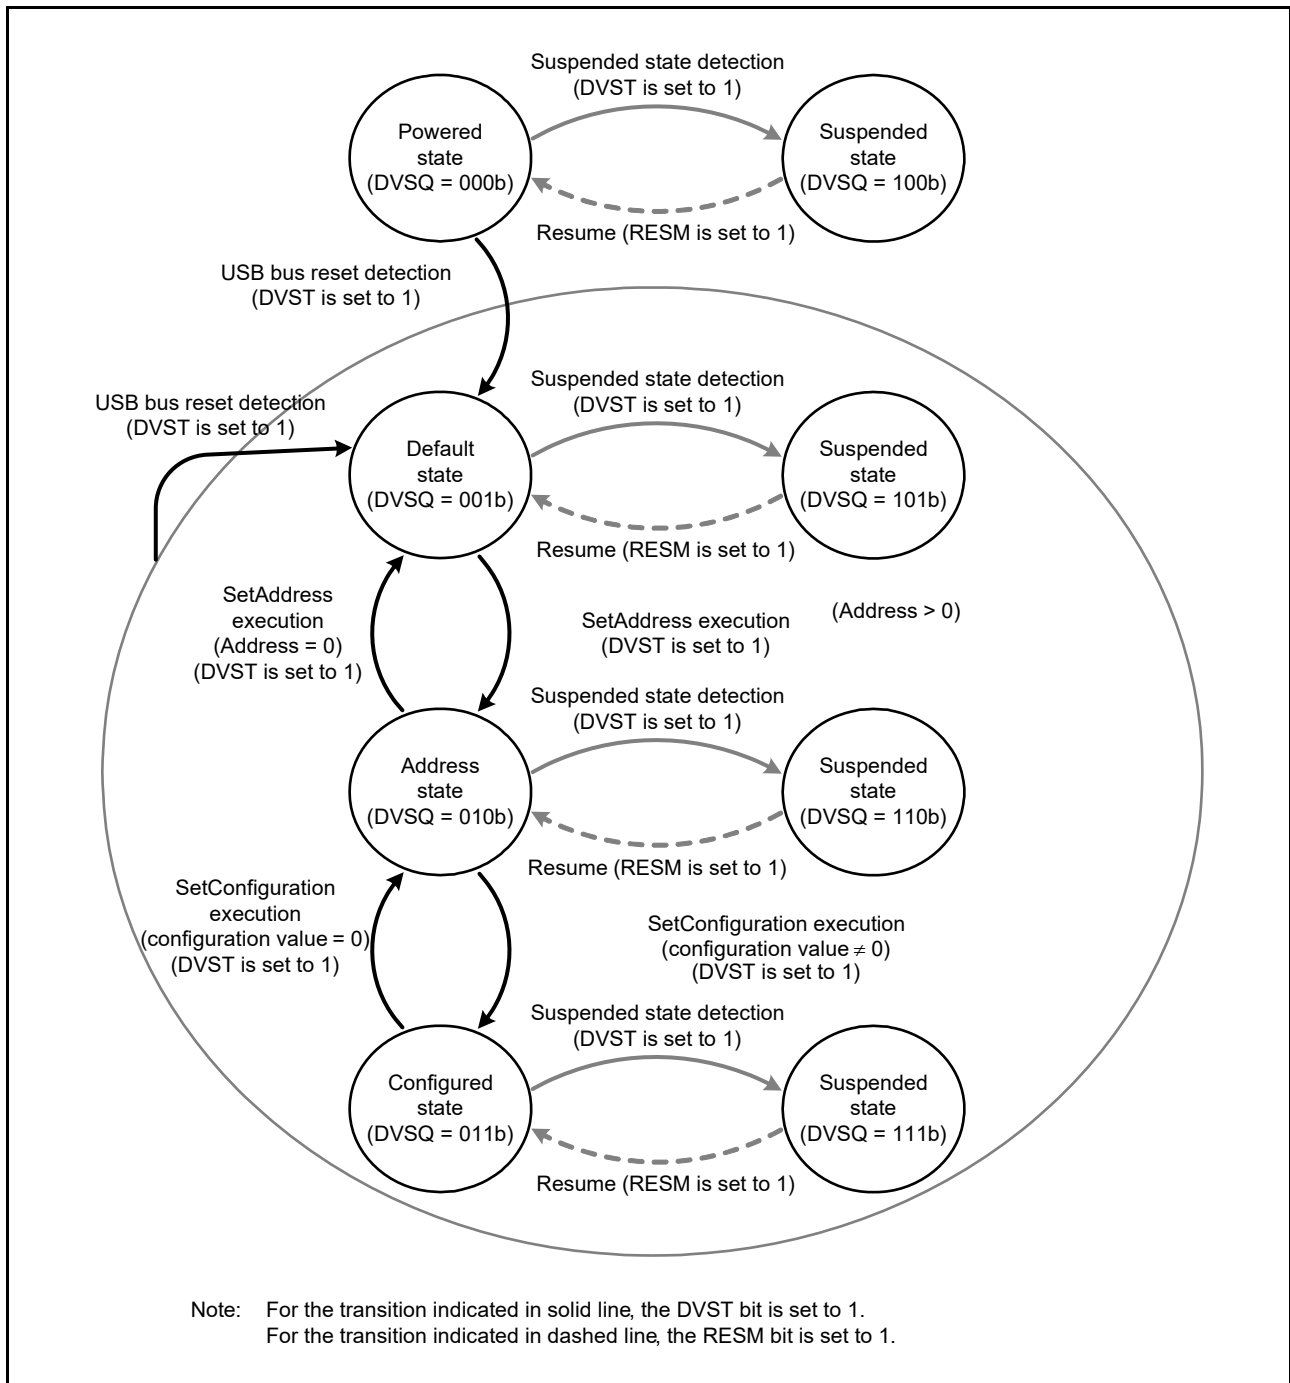 Suspended state detection
(DVST is set to 1)
Powered
state
(DVSQ = 000b)
Suspended
state
(DVSQ = 100b)
Resume (RESM is set to 1)
USB bus reset detection
(DVST is set to 1)
Suspended state detection
(DVST is set to 1)
USB bus reset detection
(DVST is set to 1)
Default
state
(DVSQ = 001b)
Suspended
state
(DVSQ = 101b)
Resume (RESM is set to 1)
SetAddress
execution
(Address = 0)
(DVST is set to 1)
SetAddress execution
(DVST is set to 1)
(Address > 0)
Suspended state detection
(DVST is set to 1)
Address
state
(DVSQ = 010b)
Suspended
state
(DVSQ = 110b)
Resume (RESM is set to 1)
SetConfiguration
execution
(configuration value = 0)
(DVST is set to 1)
SetConfiguration execution
(configuration value ≠ 0)
(DVST is set to 1)
Suspended state detection
(DVST is set to 1)
Configured
state
(DVSQ = 011b)
Suspended
state
(DVSQ = 111b)
Resume (RESM is set to 1)
Note: For the transition indicated in solid line, the DVST bit is set to 1.
For the transition indicated in dashed line, the RESM bit is set to 1.